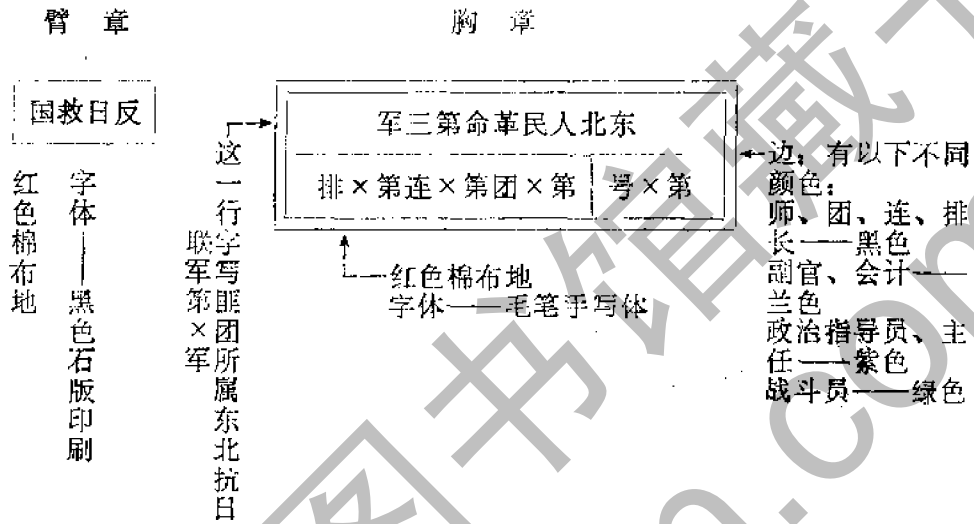 臂章
胸章
国救日反
军三第命革民人北东
排×第连×第团×第
号×第
红色棉布地
字体——黑色石版印刷
这一行字写匪团所属东北抗日
联军第×军
红色棉布地
字体——毛笔手写体
边，有以下不同
颜色：
师、团、连、排
长——黑色
副官、会计——
兰色
政治指导员、主
任——紫色
战斗员——绿色
图书馆藏